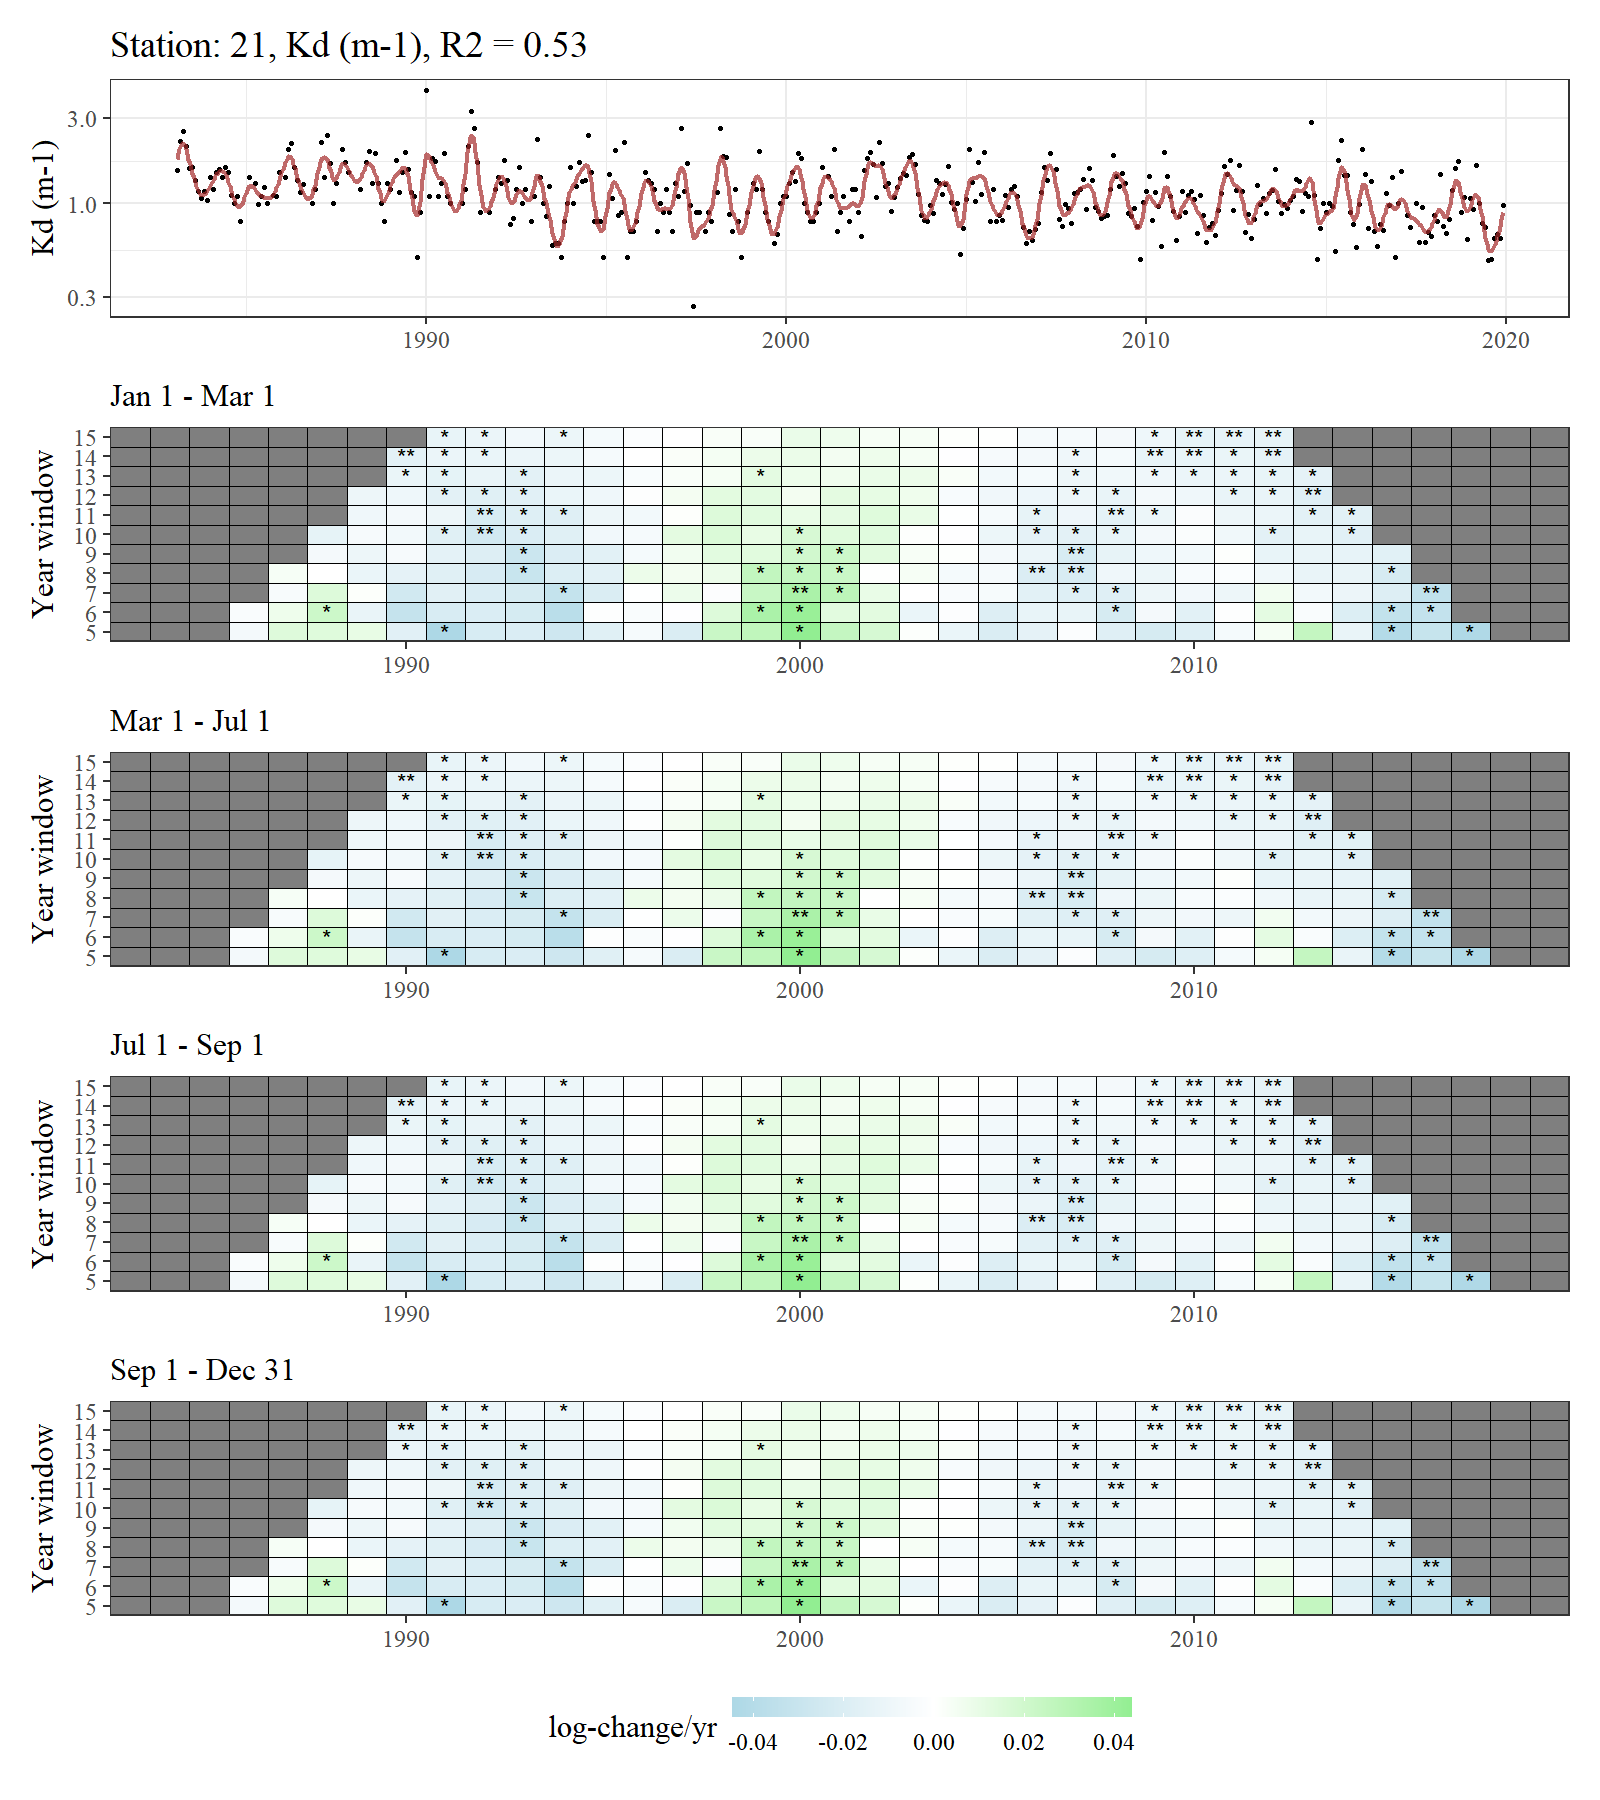 Station: 21, Kd (m-1), R2 = 0.53
Kd (m-1)
3.0
1.0
0.3
1990 2000 2010 2020
Jan 1 - Mar 1
Year window
15
14
13
12
11
10
9
8
7
6
5
1990 2000 2010
Mar 1 - Jul 1
Year window
15
14
13
12
11
10
9
8
7
6
5
1990 2000 2010
Jul 1 - Sep 1
Year window
15
14
13
12
11
10
9
8
7
6
5
1990 2000 2010
Sep 1 - Dec 31
Year window
15
14
13
12
11
10
9
8
7
6
5
1990 2000 2010
log-change/yr
-0.04 -0.02 0.00 0.02 0.04